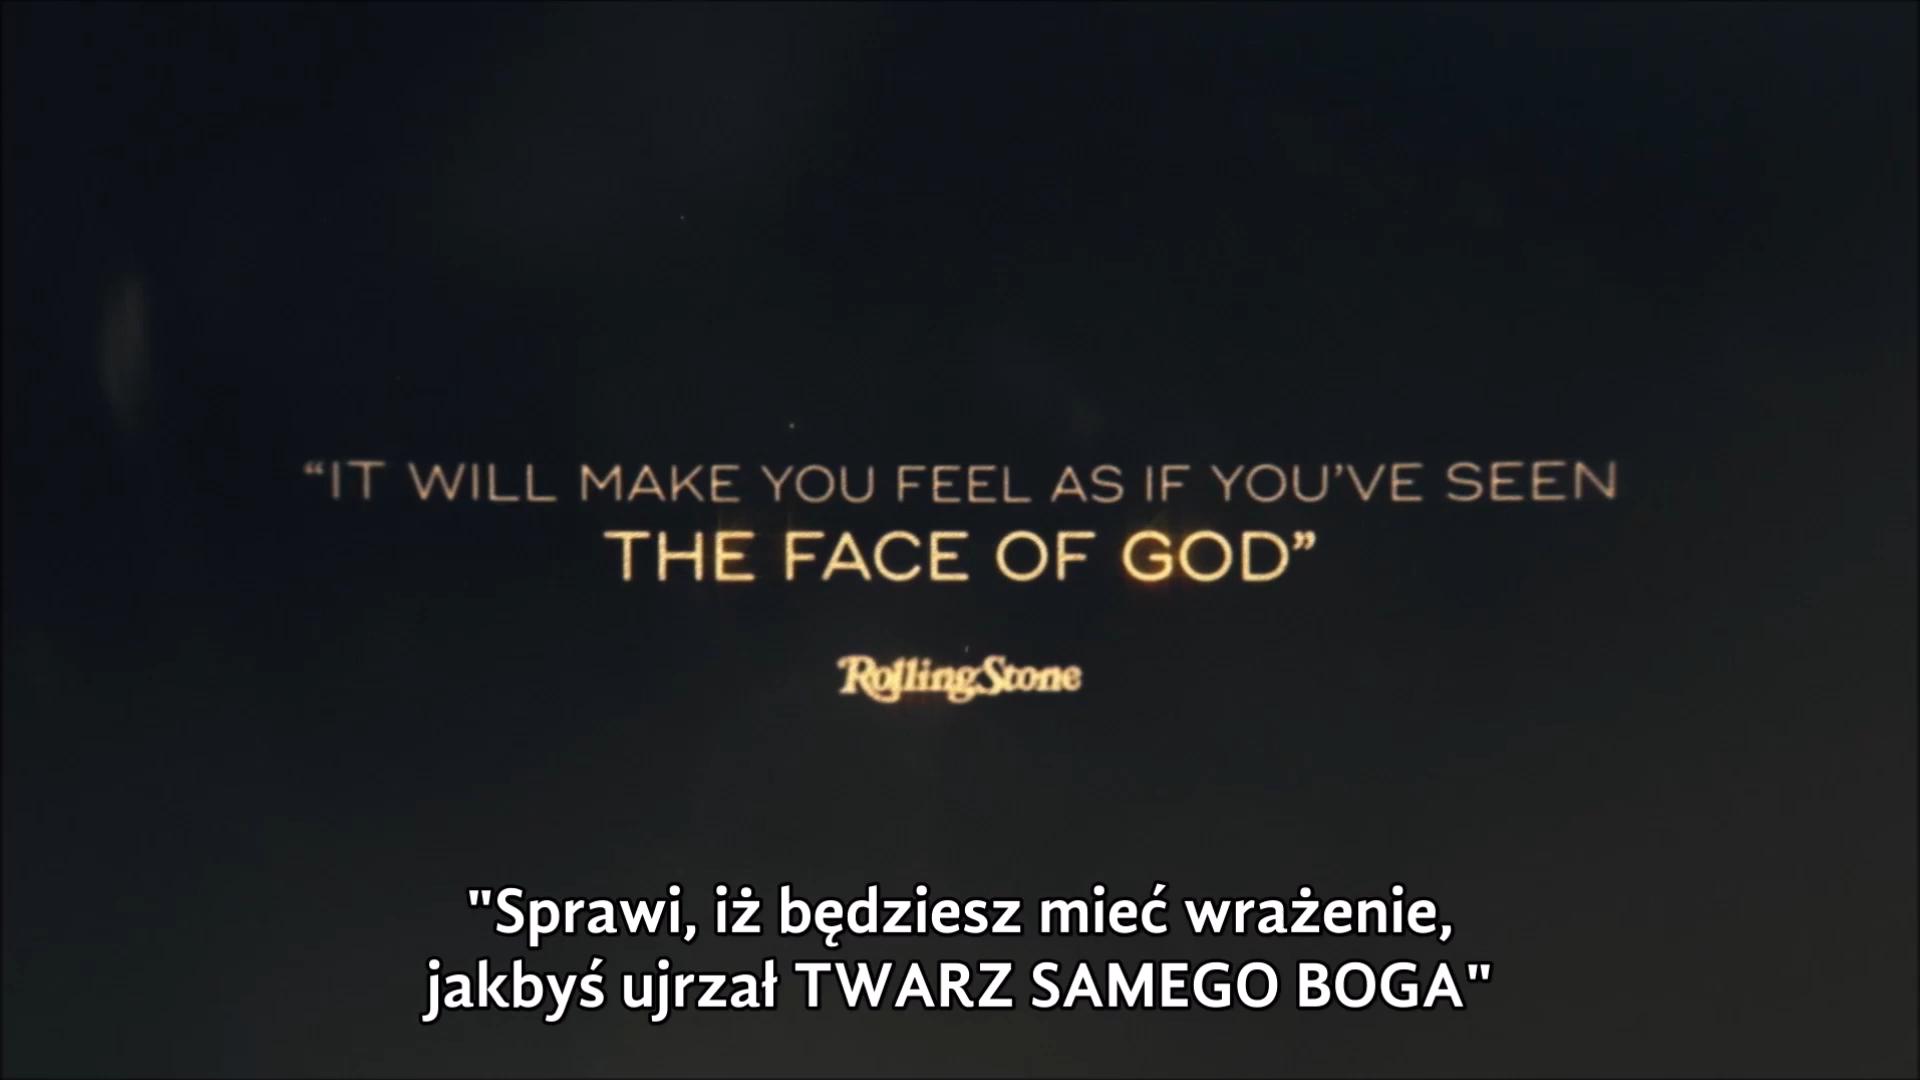 “IT WILL MAKE YOU FEEL AS IF YOU’VE SEEN
THE FACE OF GOD”
RollingStone
"Sprawi, iż będziesz mieć wrażenie,
jakbyś ujrzał TWARZ SAMEGO BOGA"